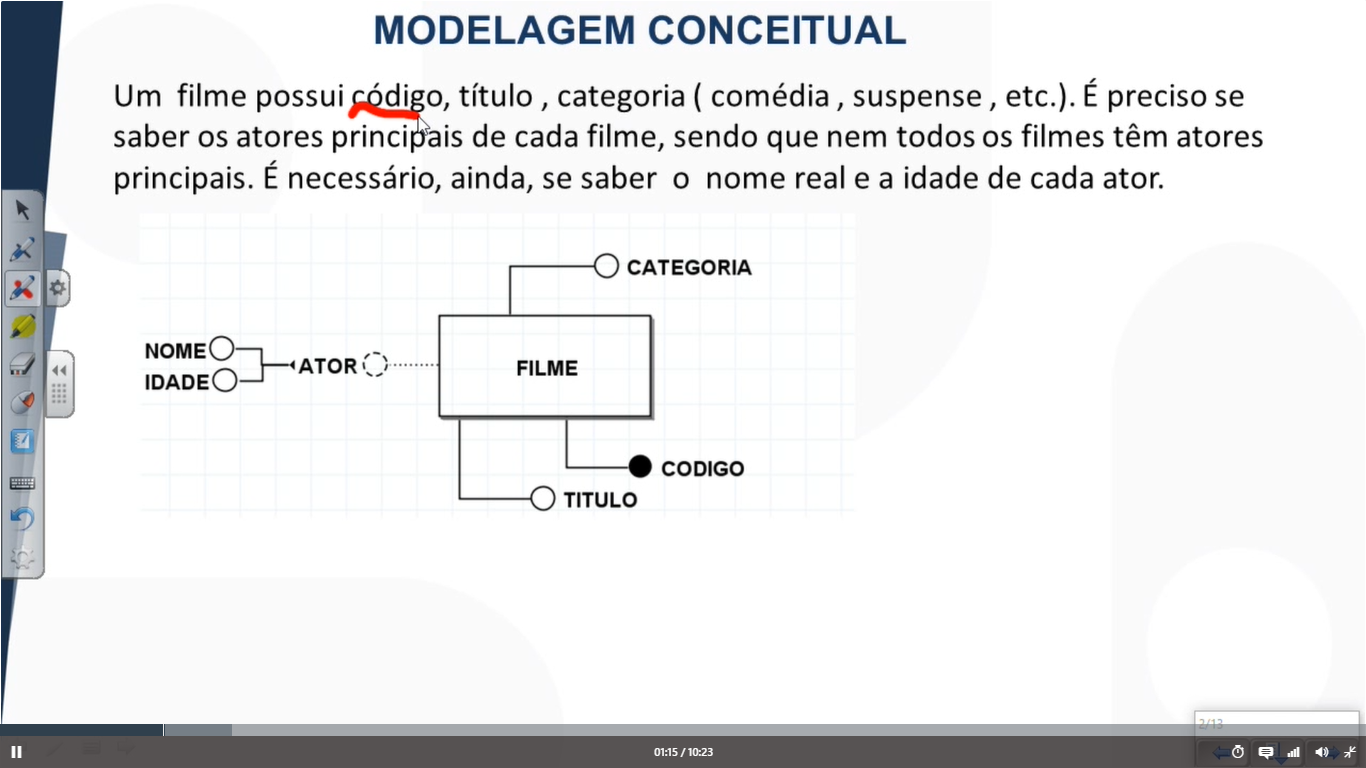 MODELAGEM CONCEITUAL
Um filme possui código, título , categoria ( comédia , suspense , etc.). É preciso se
saber os atores principais de cada filme, sendo que nem todos os filmes têm atores
principais. É necessário, ainda, se saber o nome real e a idade de cada ator.
CATEGORIA
NOME
IDADE
ATOR
FILME
CODIGO
TITULO
2/13
01:15 / 10:23